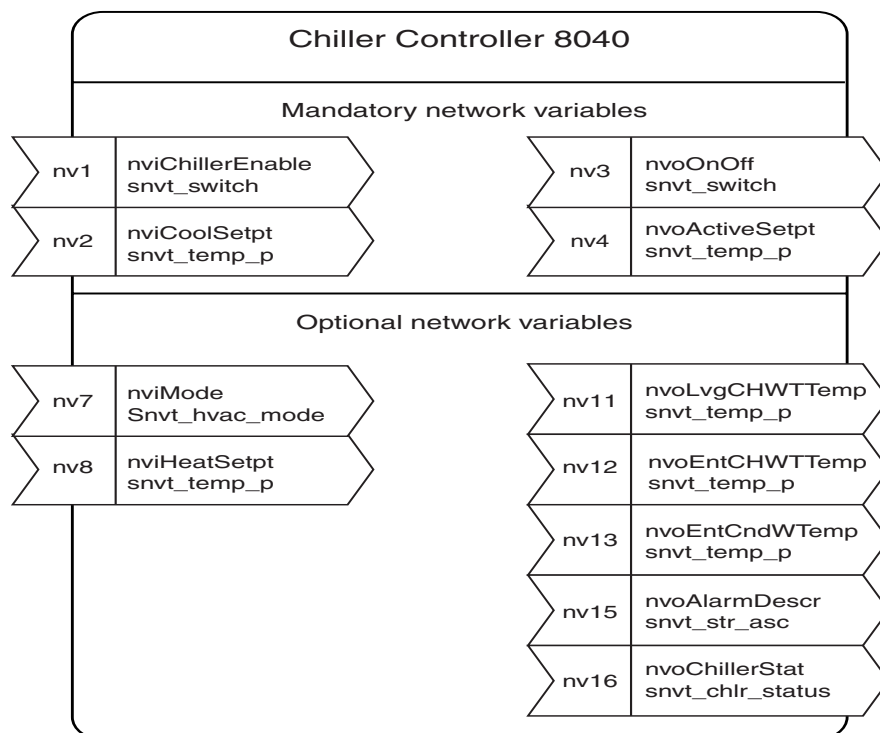 Chiller Controller 8040
Mandatory network variables
nv1
nviChillerEnable
snvt_switch
nv2
nviCoolSetpt
snvt_temp_p
nv3
nvoOnOff
snvt_switch
nv4
nvoActiveSetpt
snvt_temp_p
Optional network variables
nv7
nviMode
Snvt_hvac_mode
nv8
nviHeatSetpt
snvt_temp_p
nv11
nvoLvgCHWTTemp
snvt_temp_p
nv12
nvoEntCHWTTemp
snvt_temp_p
nv13
nvoEntCndWTemp
snvt_temp_p
nv15
nvoAlarmDescr
snvt_str_asc
nv16
nvoChillerStat
snvt_chlr_status